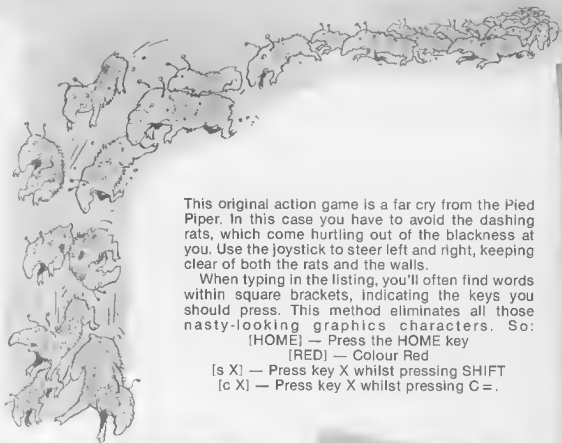 This original action game is a far cry from the Pied
Piper. In this case you have to avoid the dashing
rats, which come hurtling out of the blackness at
you. Use the joystick to steer left and right, keeping
clear of both the rats and the walls.
When typing in the listing, you'll often find words
within square brackets, indicating the keys you
should press. This method eliminates all those
nasty-looking graphics characters. So:
[HOME] — Press the HOME key
[RED] — Colour Red
[s X] — Press key X whilst pressing SHIFT
[c X] — Press key X whilst pressing C=.